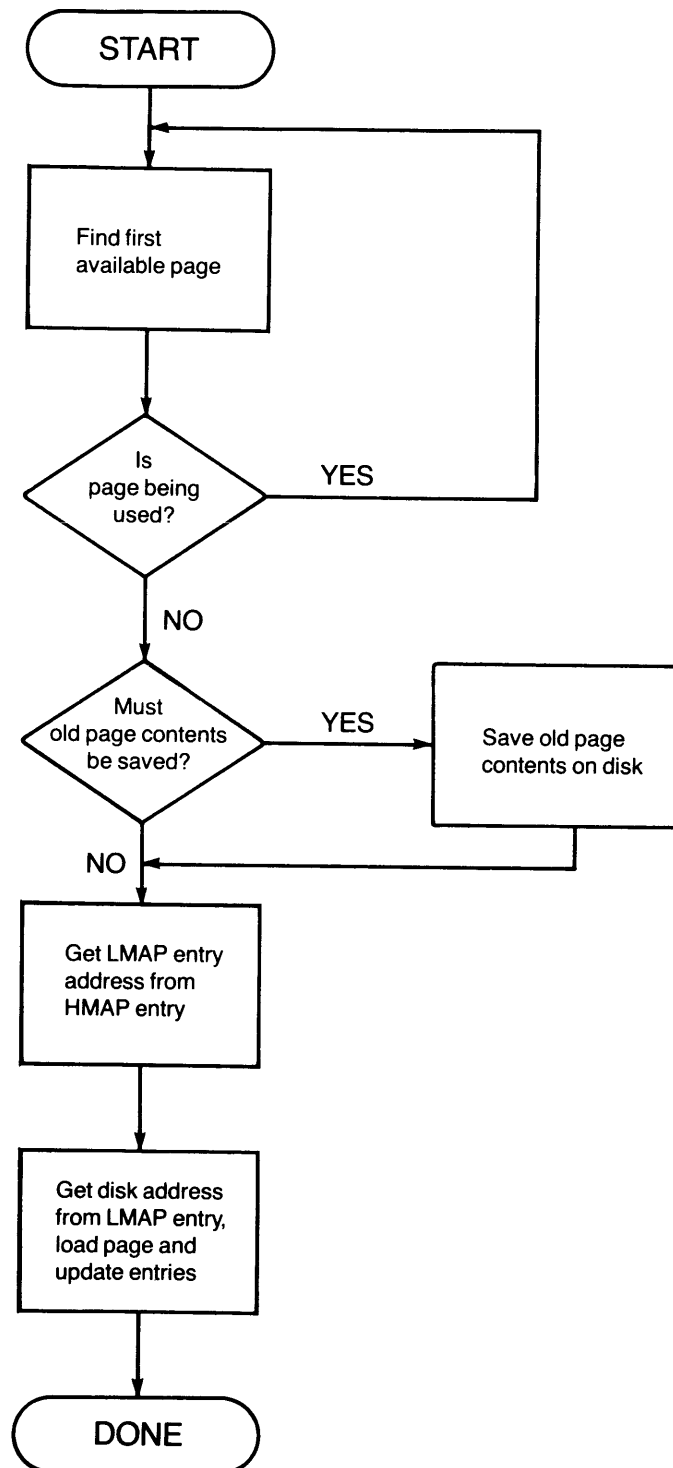 START
Find first
available page
Is
page being
used?
YES
NO
Must
old page contents
be saved?
YES
Save old page
contents on disk
NO
Get LMAP entry
address from
HMAP entry
Get disk address
from LMAP entry,
load page and
update entries
DONE